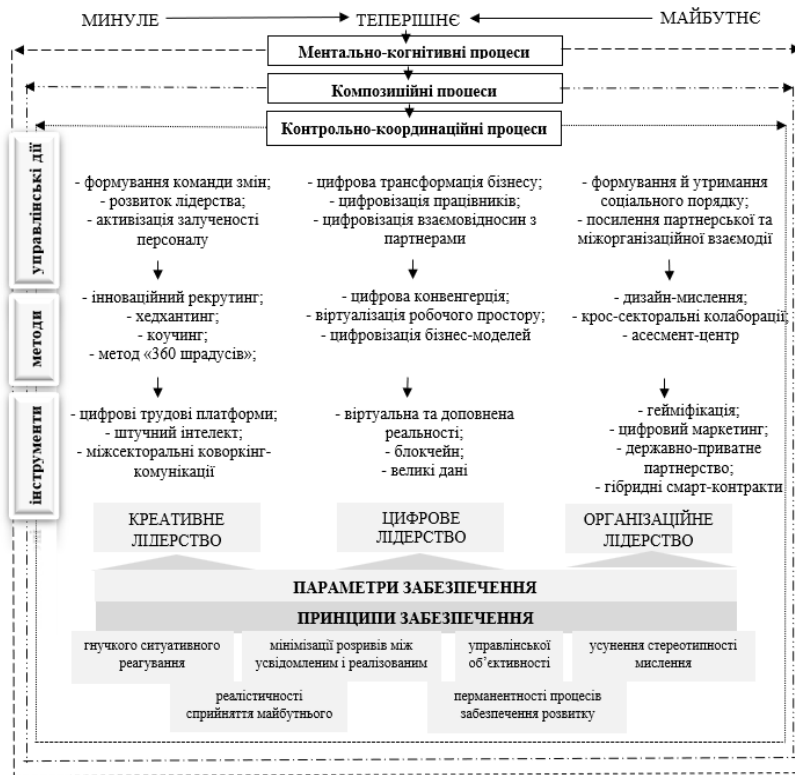 МИНУЛЕ ТЕПЕРІШНЄ МАЙБУТНЄ
Ментально-когнітивні процеси
Композиційні процеси
Контрольно-координаційні процеси
управлінські дії
- формування команди змін;
- розвиток лідерства;
- активізація залученості
персоналу
- цифрова трансформація бізнесу;
- цифровізація працівників;
- цифровізація взаємовідносин з
партнерами
- формування й утримання
соціального порядку;
- посилення партнерської та
міжорганізаційної взаємодії
методи
- інноваційний рекрутинг;
- хедхантинг;
- коучинг;
- метод «360 шрадусів»;
- цифрова конвенгерція;
- віртуалізація робочого простору;
- цифровізація бізнес-моделей
- дизайн-мислення;
- крос-секторальні колаборації;
- асесмент-центр
інструменти
- цифрові трудові платформи;
- штучний інтелект;
- міжсекторальні коворкінг-
комунікації
- віртуальна та доповнена
реальності;
- блокчейн;
- великі дані
- гейміфікація;
- цифровий маркетинг;
- державно-приватне
партнерство;
- гібридні смарт-контракти
КРЕАТИВНЕ
ЛІДЕРСТВО
ЦИФРОВЕ
ЛІДЕРСТВО
ОРГАНІЗАЦІЙНЕ
ЛІДЕРСТВО
ПАРАМЕТРИ ЗАБЕЗПЕЧЕННЯ
ПРИНЦИПИ ЗАБЕЗПЕЧЕННЯ
гнучкого ситуативного
реагування
мінімізації розривів між
усвідомленим і реалізованим
управлінської
об’єктивності
усунення стереотипності
мислення
реалістичності
сприйняття майбутнього
перманентності процесів
забезпечення розвитку